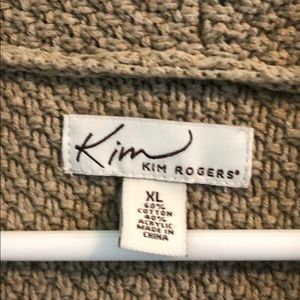 Kim
KIM ROGERS®
XL
60%
COTTON
40%
ACRYLIC
MADE IN
CHINA